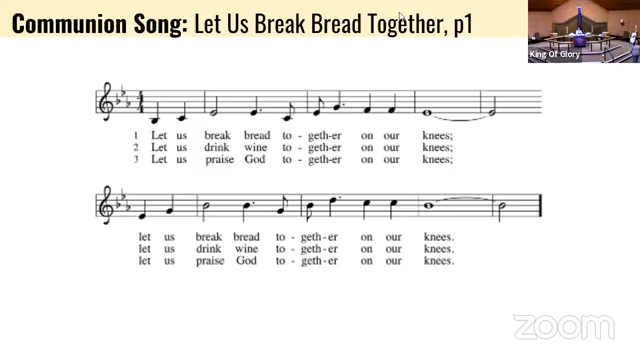 Communion Song: Let Us Break Bread Together, p1
King Of Glory
1 Let us break bread to - geth - er on our knees;
2 Let us drink wine to - geth - er on our knees;
3 Let us praise God to - geth - er on our knees;
let us break bread to - geth - er on our knees.
let us drink wine to - geth - er on our knees.
let us praise God to - geth - er on our knees.
zoom